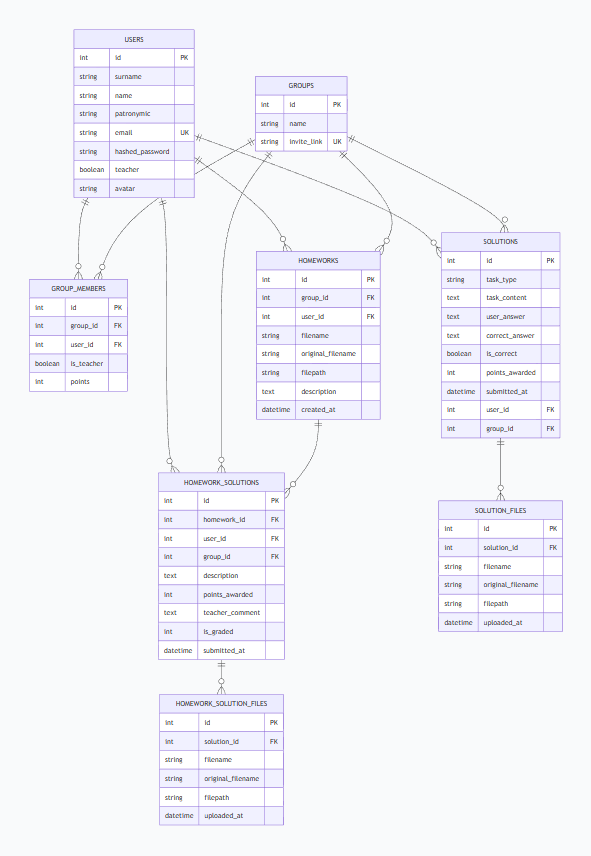 USERS
int id PK
string surname
string name
string patronymic
string email UK
string hashed_password
boolean teacher
string avatar
GROUPS
int id PK
string name
string invite_link UK
GROUP_MEMBERS
int id PK
int group_id FK
int user_id FK
boolean is_teacher
int points
HOMEWORKS
int id PK
int group_id FK
int user_id FK
string filename
string original_filename
string filepath
text description
datetime created_at
SOLUTIONS
int id PK
string task_type
text task_content
text user_answer
text correct_answer
boolean is_correct
int points_awarded
datetime submitted_at
int user_id FK
int group_id FK
HOMEWORK_SOLUTIONS
int id PK
int homework_id FK
int user_id FK
int group_id FK
text description
int points_awarded
text teacher_comment
int is_graded
datetime submitted_at
SOLUTION_FILES
int id PK
int solution_id FK
string filename
string original_filename
string filepath
datetime uploaded_at
HOMEWORK_SOLUTION_FILES
int id PK
int solution_id FK
string filename
string original_filename
string filepath
datetime uploaded_at